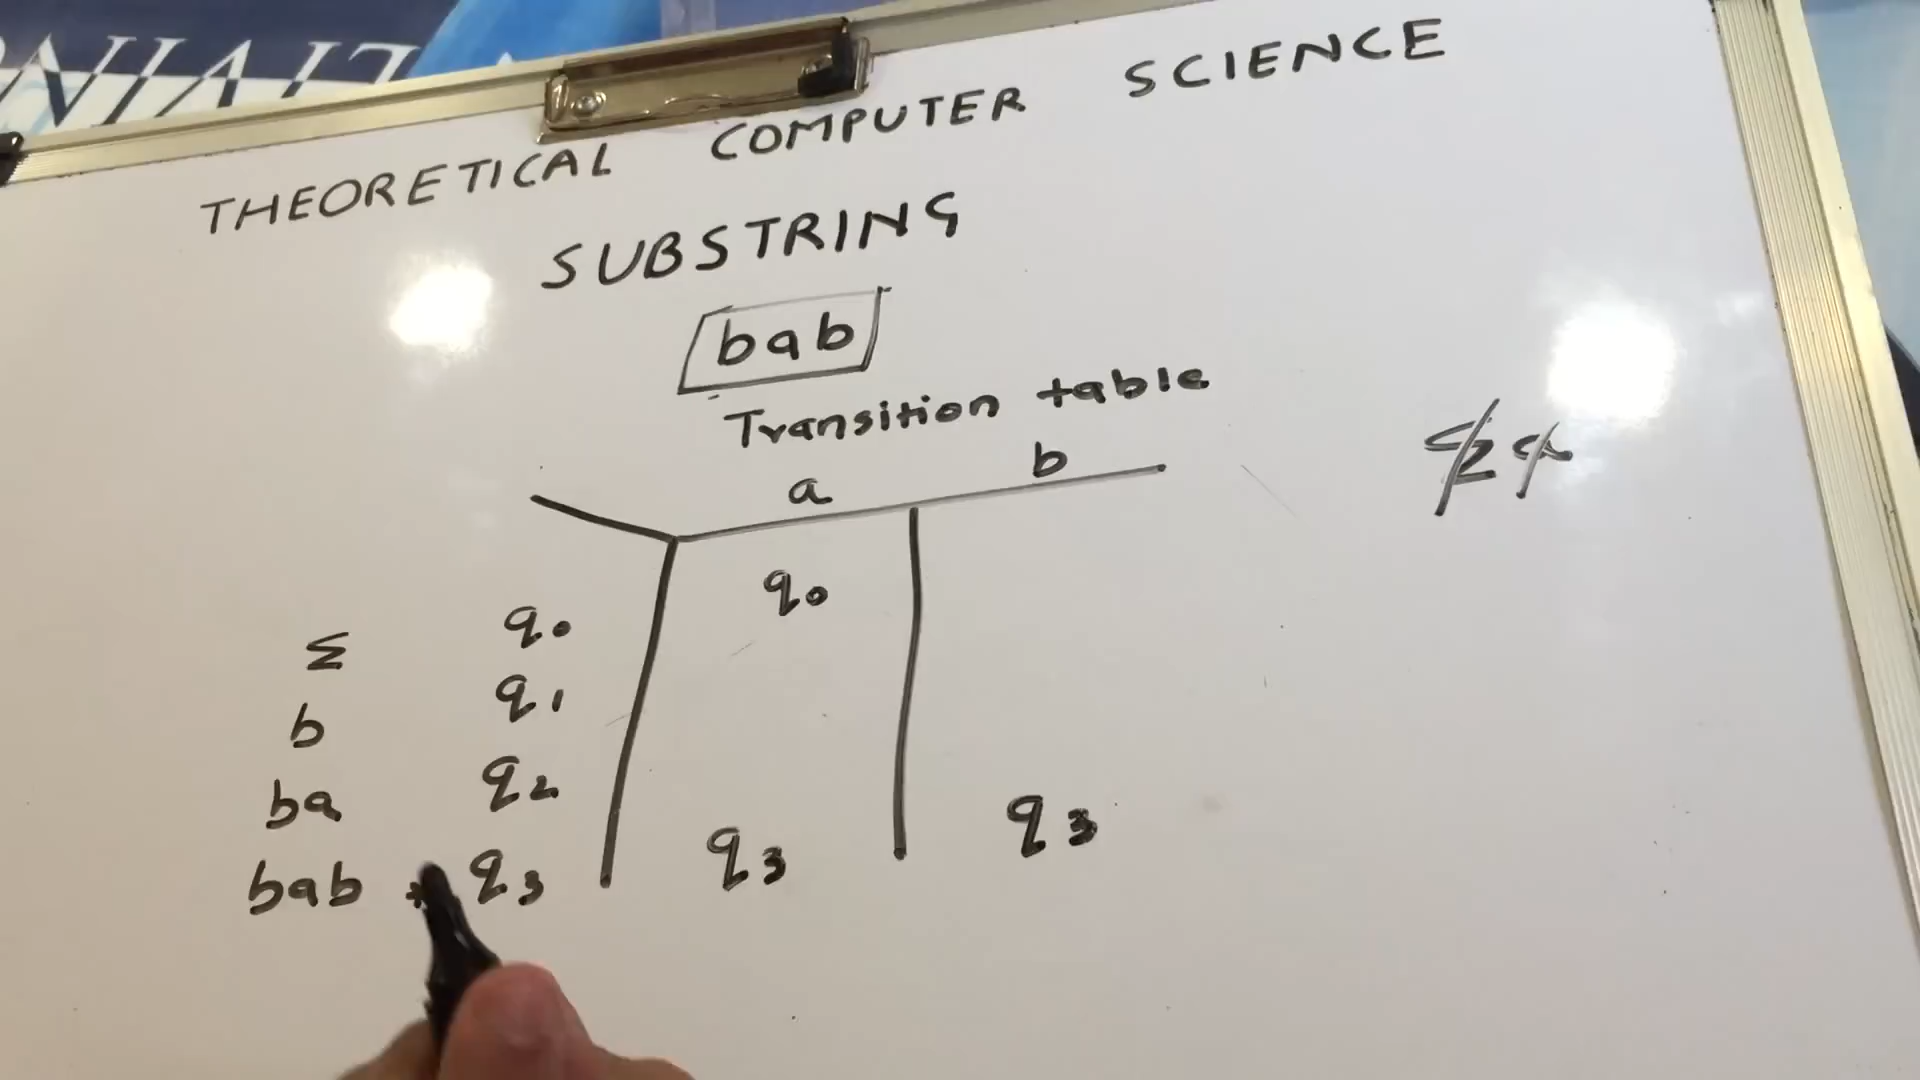 THEORETICAL COMPUTER SCIENCE
SUBSTRING
bab
Transition table
a b
Σ q0 q0
b q1
ba q2
bab * q3 q3 q3